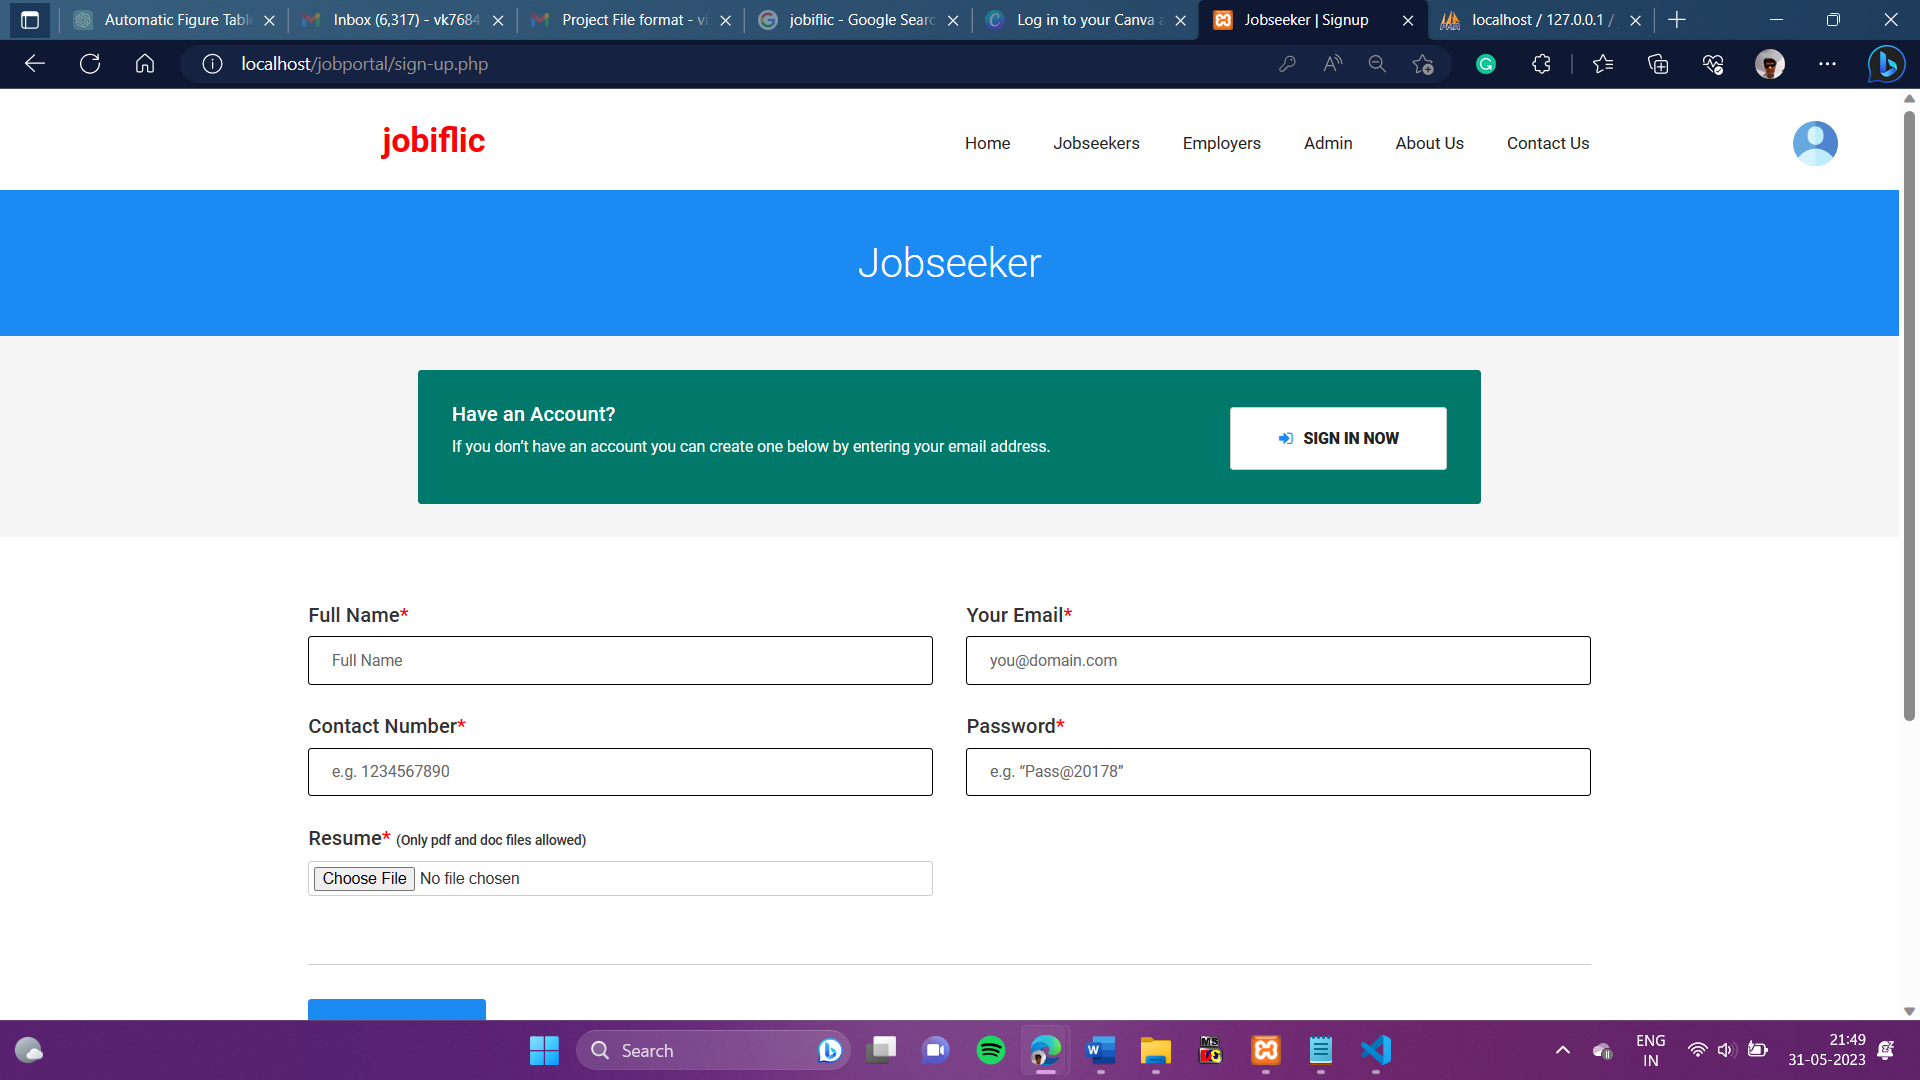 Automatic Figure Tabl
Inbox (6,317) - vk7684
Project File format - vi
jobiflic - Google Searc
Log in to your Canva a
Jobseeker | Signup
localhost / 127.0.0.1 /
localhost/jobportal/sign-up.php
jobiflic
Home
Jobseekers
Employers
Admin
About Us
Contact Us
Jobseeker
Have an Account?
If you don’t have an account you can create one below by entering your email address.
SIGN IN NOW
Full Name*
Your Email*
Full Name
you@domain.com
Contact Number*
Password*
e.g. 1234567890
e.g. “Pass@20178”
Resume* (Only pdf and doc files allowed)
Choose File No file chosen
Search
ENG
IN
21:49
31-05-2023